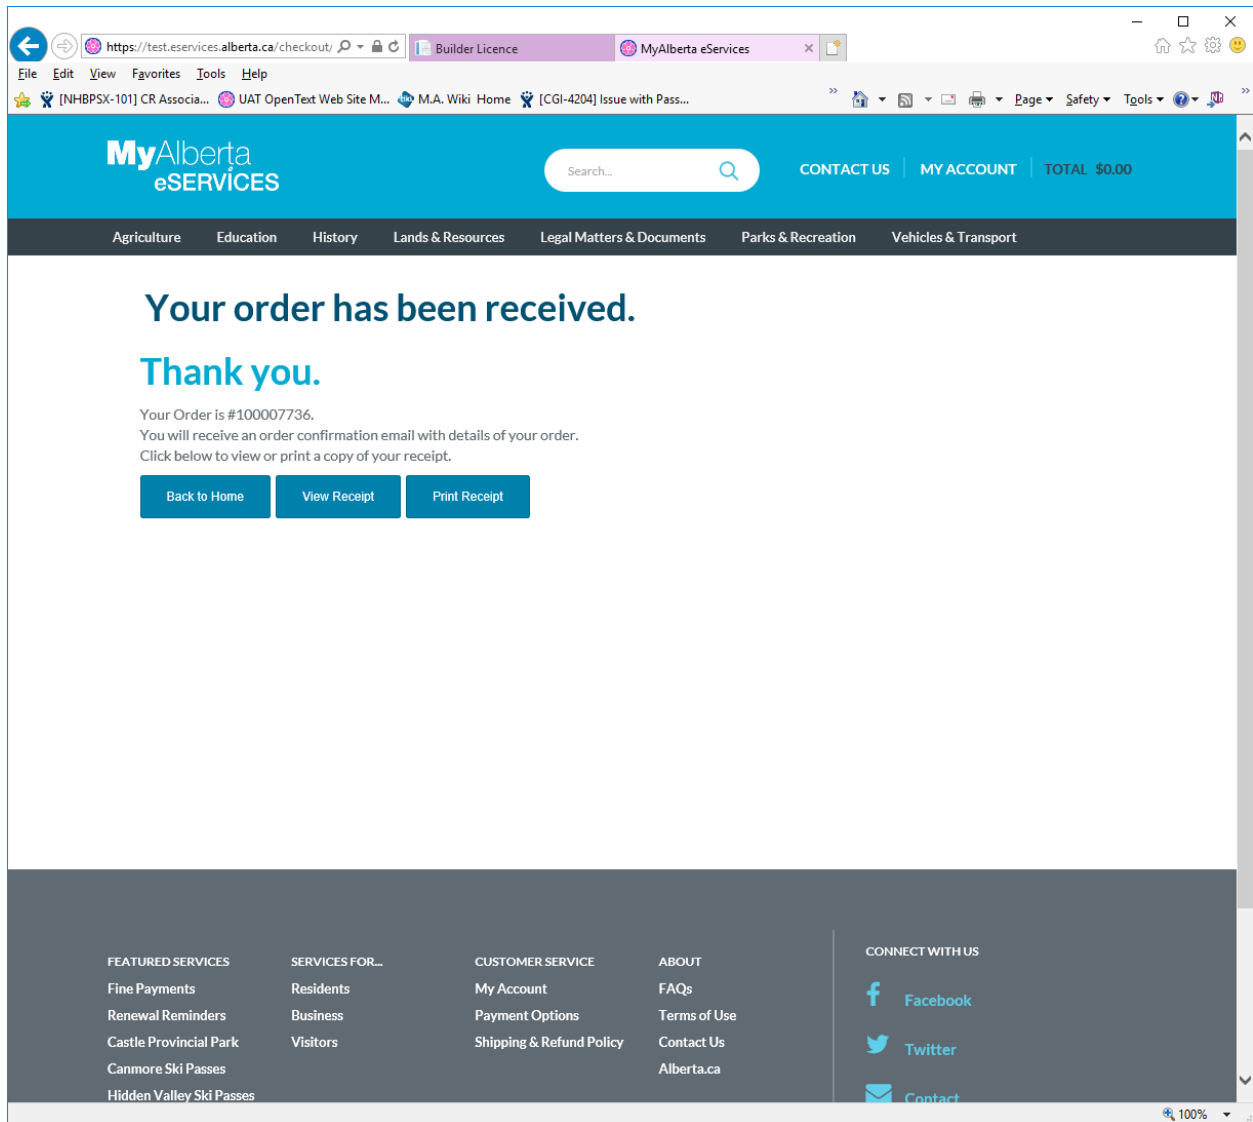 https://test.eservices.alberta.ca/checkout/
Builder Licence
MyAlberta eServices
File Edit View Favorites Tools Help
[NHBPSX-101] CR Associa... UAT OpenText Web Site M... M.A. Wiki Home [CGI-4204] Issue with Pass... Page Safety Tools
MyAlberta
eSERVICES
Search...
CONTACT US
MY ACCOUNT
TOTAL $0.00
Agriculture Education History Lands & Resources Legal Matters & Documents Parks & Recreation Vehicles & Transport
Your order has been received.
Thank you.
Your Order is #100007736.
You will receive an order confirmation email with details of your order.
Click below to view or print a copy of your receipt.
Back to Home View Receipt Print Receipt
FEATURED SERVICES
Fine Payments
Renewal Reminders
Castle Provincial Park
Canmore Ski Passes
Hidden Valley Ski Passes
SERVICES FOR...
Residents
Business
Visitors
CUSTOMER SERVICE
My Account
Payment Options
Shipping & Refund Policy
ABOUT
FAQs
Terms of Use
Contact Us
Alberta.ca
CONNECT WITH US
Facebook
Twitter
Contact
100%